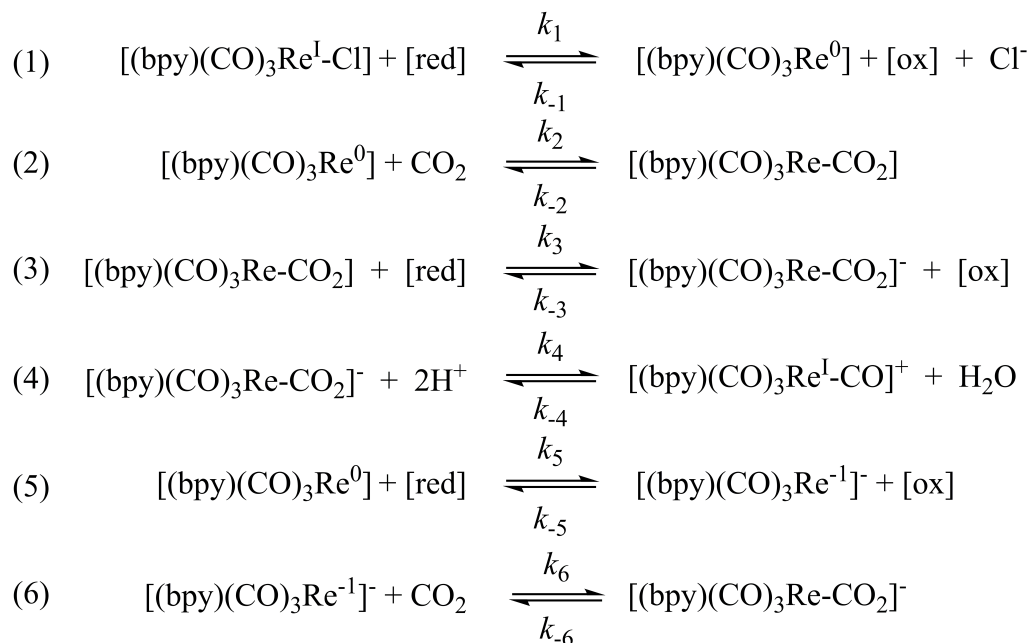 k₁
(1) [(bpy)(CO)₃Reᴵ-Cl] + [red] ⇌ [(bpy)(CO)₃Re⁰] + [ox] + Cl⁻
k₋₁
k₂
(2) [(bpy)(CO)₃Re⁰] + CO₂ ⇌ [(bpy)(CO)₃Re-CO₂]
k₋₂
k₃
(3) [(bpy)(CO)₃Re-CO₂] + [red] ⇌ [(bpy)(CO)₃Re-CO₂]⁻ + [ox]
k₋₃
k₄
(4) [(bpy)(CO)₃Re-CO₂]⁻ + 2H⁺ ⇌ [(bpy)(CO)₃Reᴵ-CO]⁺ + H₂O
k₋₄
k₅
(5) [(bpy)(CO)₃Re⁰] + [red] ⇌ [(bpy)(CO)₃Re⁻¹]⁻ + [ox]
k₋₅
k₆
(6) [(bpy)(CO)₃Re⁻¹]⁻ + CO₂ ⇌ [(bpy)(CO)₃Re-CO₂]⁻
k₋₆